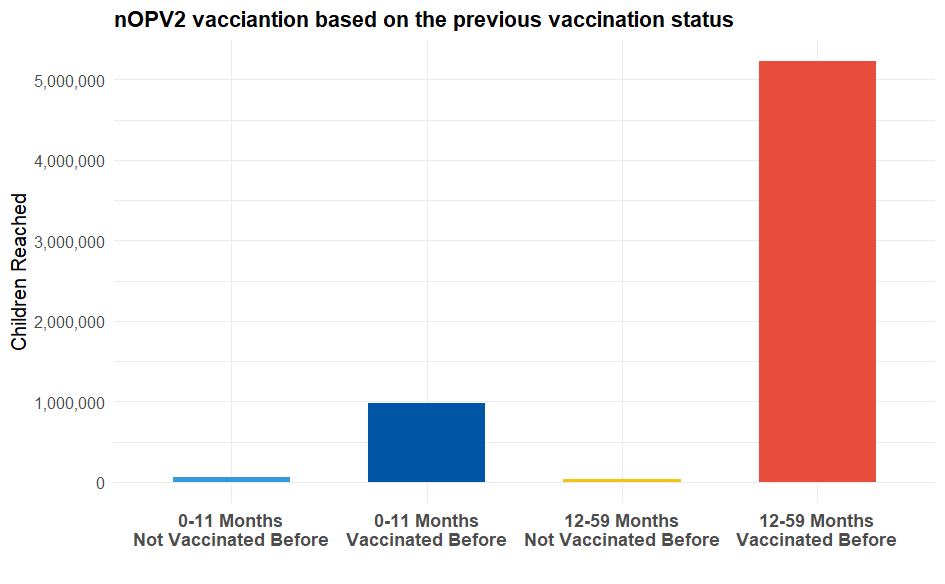 nOPV2 vacciantion based on the previous vaccination status
Children Reached
5,000,000
4,000,000
3,000,000
2,000,000
1,000,000
0
0-11 Months
Not Vaccinated Before
0-11 Months
Vaccinated Before
12-59 Months
Not Vaccinated Before
12-59 Months
Vaccinated Before